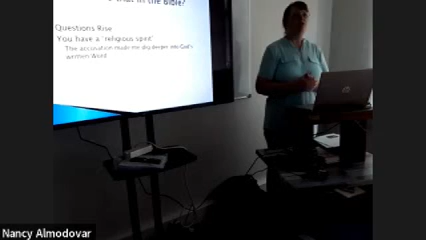 in the Bible?
Questions Rise
You have a 'religious spirit'
The accusation made me dig deeper into God's
written Word
Nancy Almodovar